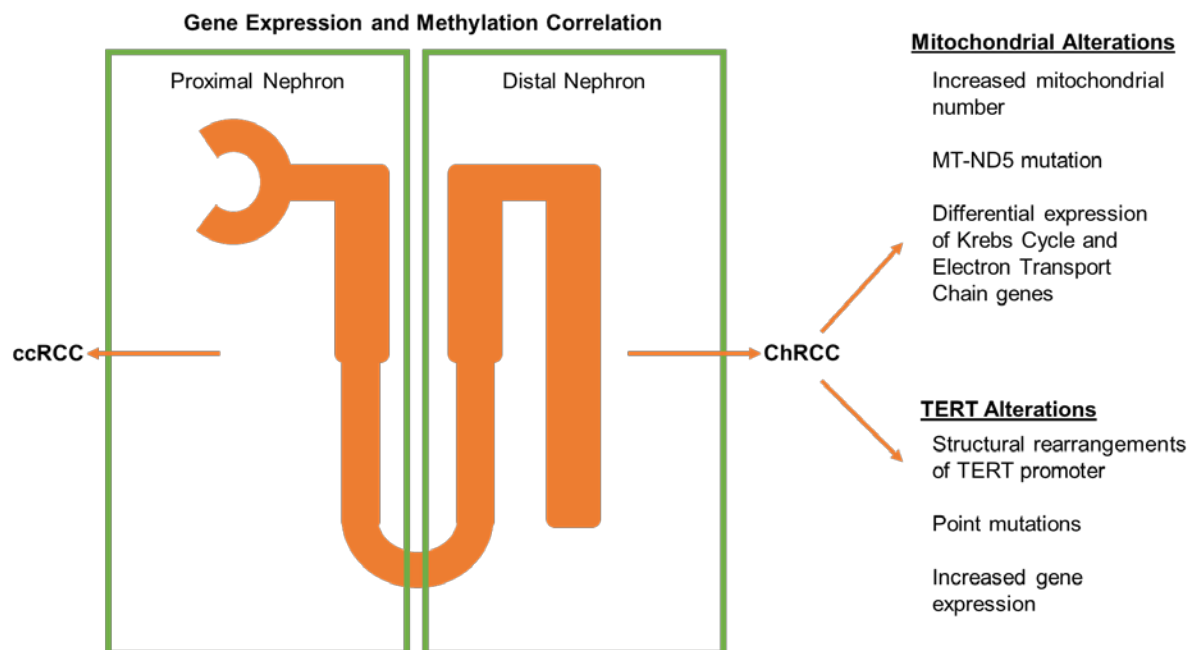 Gene Expression and Methylation Correlation
Proximal Nephron
Distal Nephron
ccRCC
ChRCC
Mitochondrial Alterations
Increased mitochondrial
number
MT-ND5 mutation
Differential expression
of Krebs Cycle and
Electron Transport
Chain genes
TERT Alterations
Structural rearrangements
of TERT promoter
Point mutations
Increased gene
expression